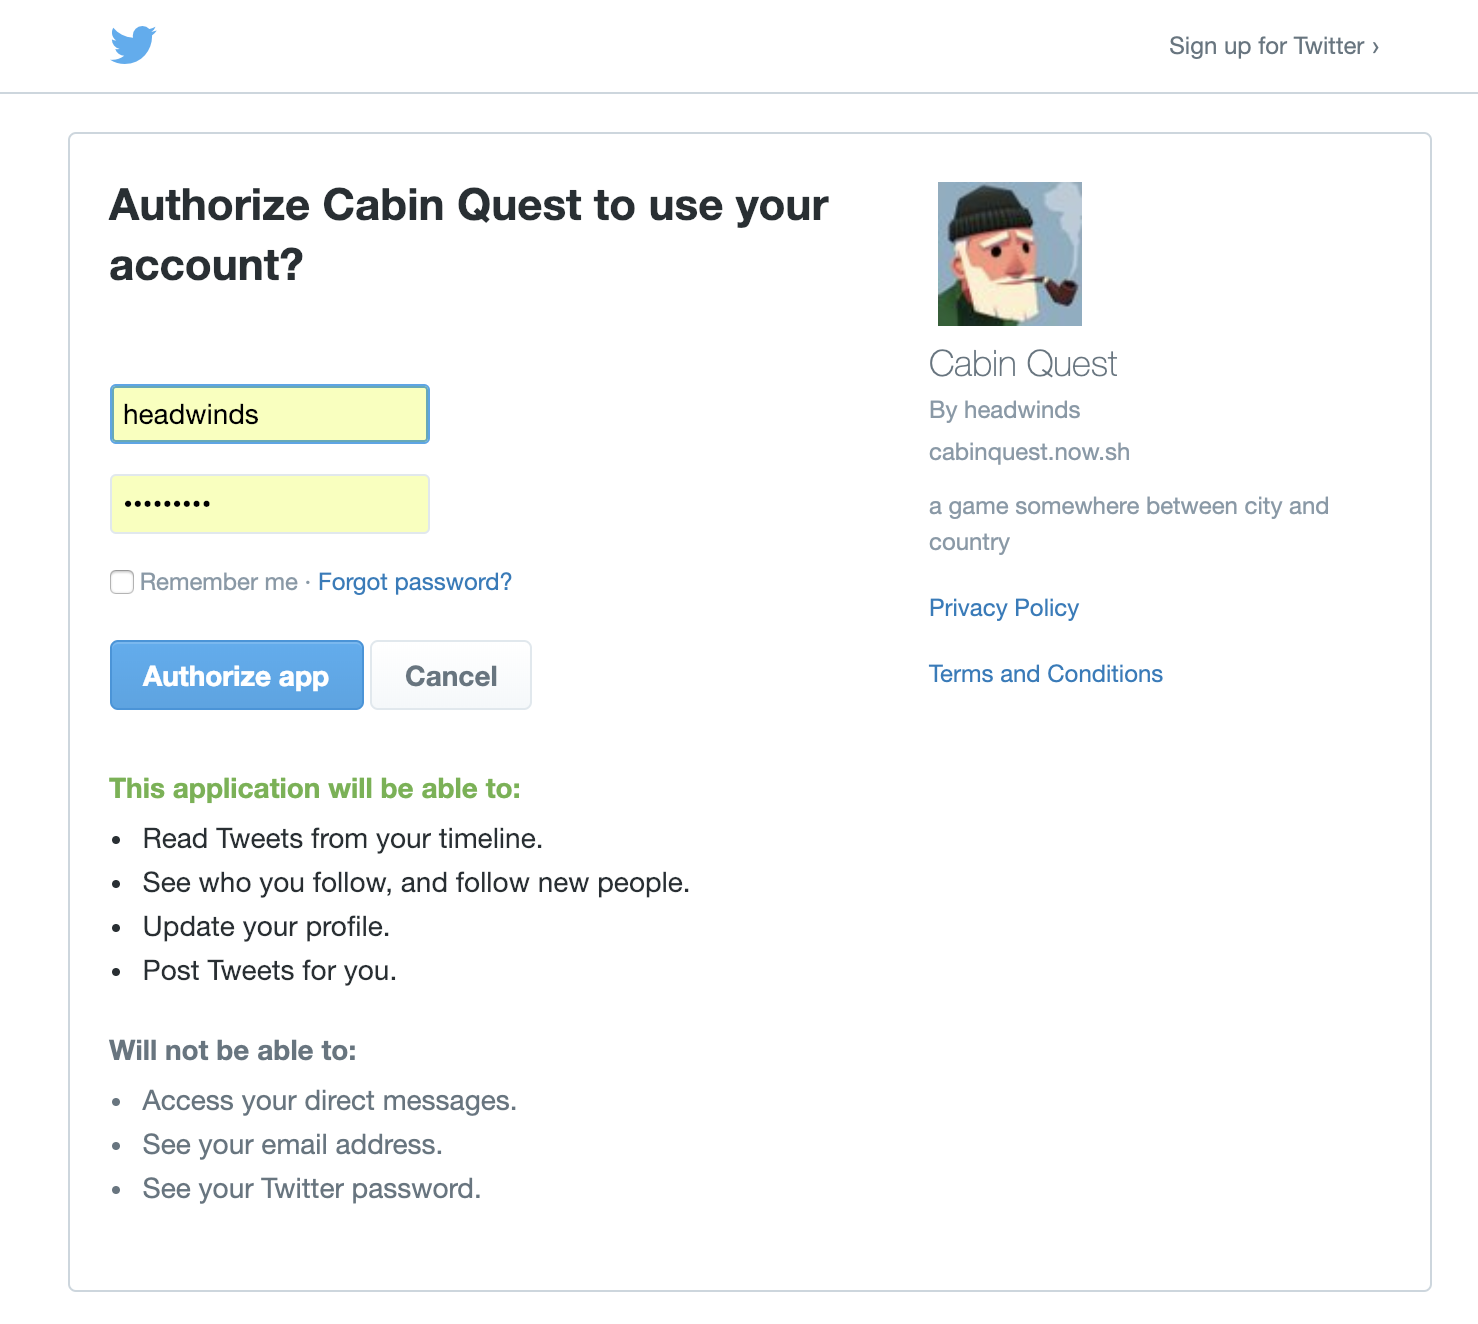 Sign up for Twitter ›
Authorize Cabin Quest to use your
account?
headwinds
•••••••••
Remember me · Forgot password?
Authorize app
Cancel
This application will be able to:
• Read Tweets from your timeline.
• See who you follow, and follow new people.
• Update your profile.
• Post Tweets for you.
Will not be able to:
• Access your direct messages.
• See your email address.
• See your Twitter password.
Cabin Quest
By headwinds
cabinquest.now.sh
a game somewhere between city and
country
Privacy Policy
Terms and Conditions